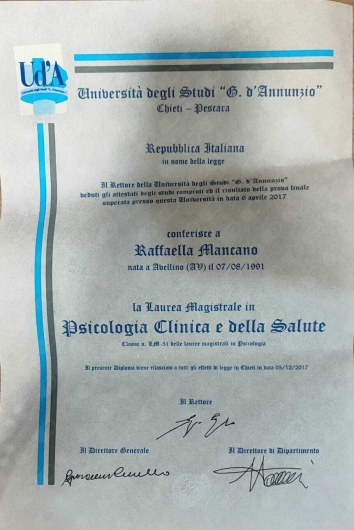 Ud'A
Università degli Studi "G. d'Annunzio"
Chieti - Pescara
Repubblica Italiana
in nome della legge
Il Rettore della Università degli Studi "G. d'Annunzio"
veduti gli attestati degli studi compiuti ed il risultato della prova finale
superata presso questa Università in data 6 aprile 2017
conferisce a
Raffaella Mancano
nata a Avellino (AV) il 07/08/1991
la Laurea Magistrale in
Psicologia Clinica e della Salute
Classe n. LM-51 delle lauree magistrali in Psicologia
Il presente Diploma viene rilasciato a tutti gli effetti di legge in Chieti in data 05/12/2017
Il Rettore
Il Direttore Generale
Il Direttore di Dipartimento